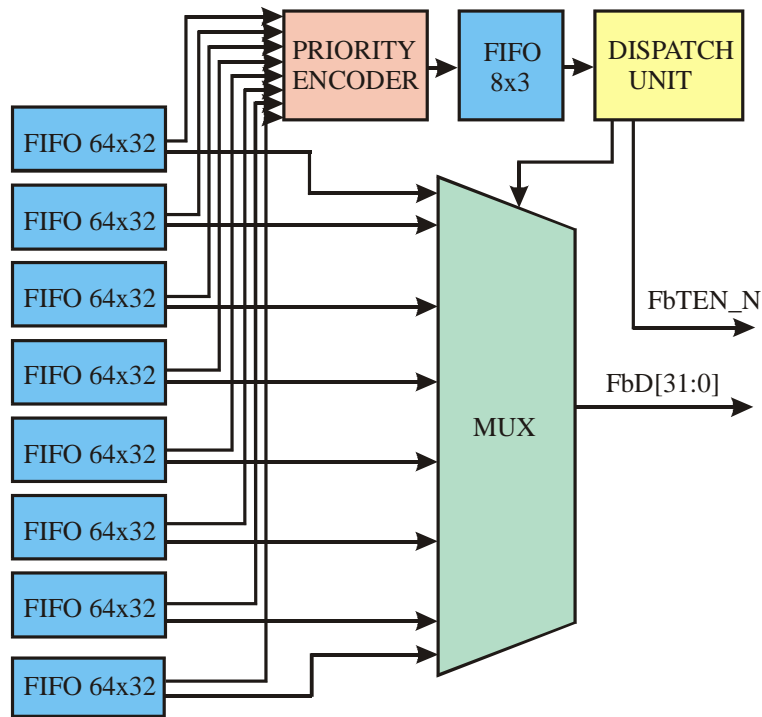 PRIORITY
ENCODER
FIFO
8x3
DISPATCH
UNIT
FIFO 64x32
FIFO 64x32
FIFO 64x32
FIFO 64x32
FIFO 64x32
FIFO 64x32
FIFO 64x32
FIFO 64x32
MUX
FbTEN_N
FbD[31:0]